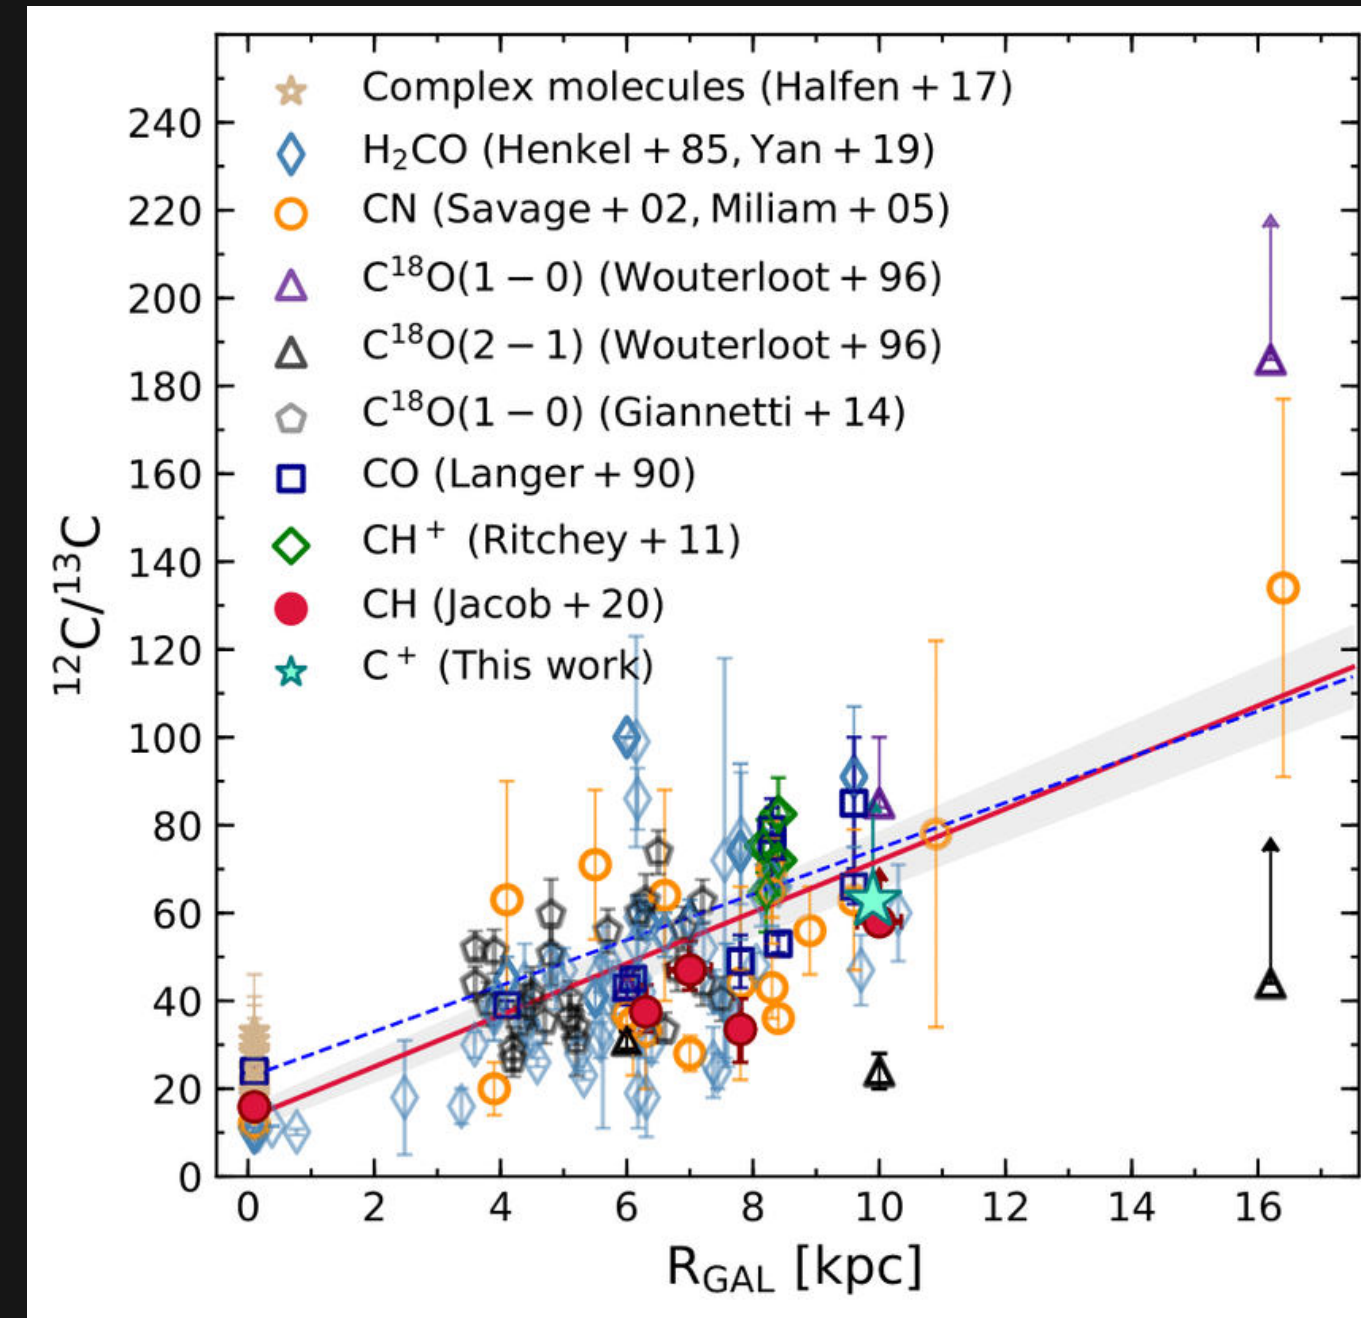 Complex molecules (Halfen + 17)
240
H₂CO (Henkel + 85, Yan + 19)
220
CN (Savage + 02, Miliam + 05)
200
C¹⁸O(1 − 0) (Wouterloot + 96)
180
C¹⁸O(2 − 1) (Wouterloot + 96)
C¹⁸O(1 − 0) (Giannetti + 14)
160
CO (Langer + 90)
140
CH⁺ (Ritchey + 11)
CH (Jacob + 20)
120
C⁺ (This work)
¹²C/¹³C
100
80
60
40
20
0
0 2 4 6 8 10 12 14 16
R_GAL [kpc]